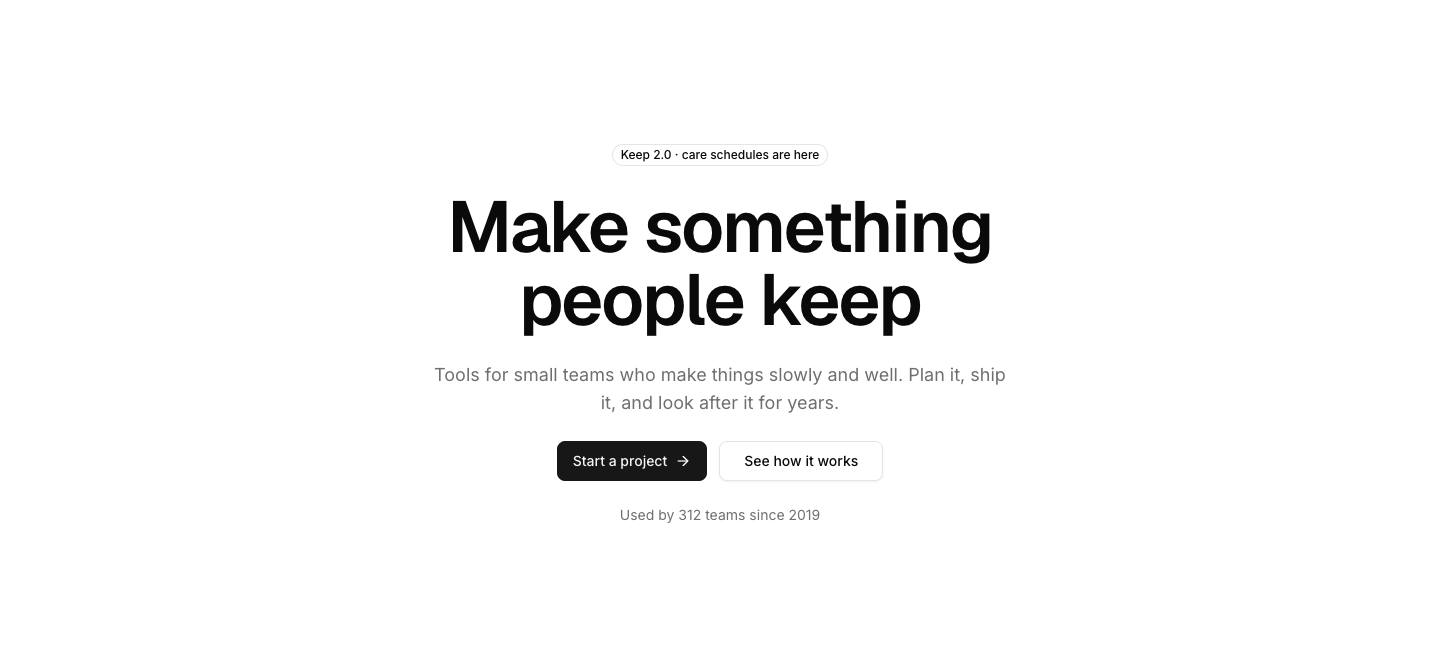 Keep 2.0 · care schedules are here
Make something
people keep
Tools for small teams who make things slowly and well. Plan it, ship
it, and look after it for years.
Start a project →
See how it works
Used by 312 teams since 2019